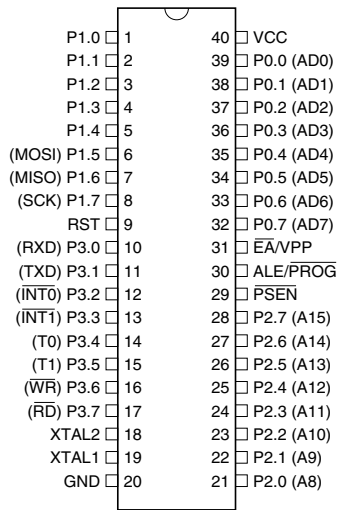 P1.0 1 40 VCC
P1.1 2 39 P0.0 (AD0)
P1.2 3 38 P0.1 (AD1)
P1.3 4 37 P0.2 (AD2)
P1.4 5 36 P0.3 (AD3)
(MOSI) P1.5 6 35 P0.4 (AD4)
(MISO) P1.6 7 34 P0.5 (AD5)
(SCK) P1.7 8 33 P0.6 (AD6)
RST 9 32 P0.7 (AD7)
(RXD) P3.0 10 31 E̅A̅/VPP
(TXD) P3.1 11 30 ALE/P̅R̅O̅G̅
(I̅N̅T̅0̅) P3.2 12 29 P̅S̅E̅N̅
(I̅N̅T̅1̅) P3.3 13 28 P2.7 (A15)
(T0) P3.4 14 27 P2.6 (A14)
(T1) P3.5 15 26 P2.5 (A13)
(W̅R̅) P3.6 16 25 P2.4 (A12)
(R̅D̅) P3.7 17 24 P2.3 (A11)
XTAL2 18 23 P2.2 (A10)
XTAL1 19 22 P2.1 (A9)
GND 20 21 P2.0 (A8)